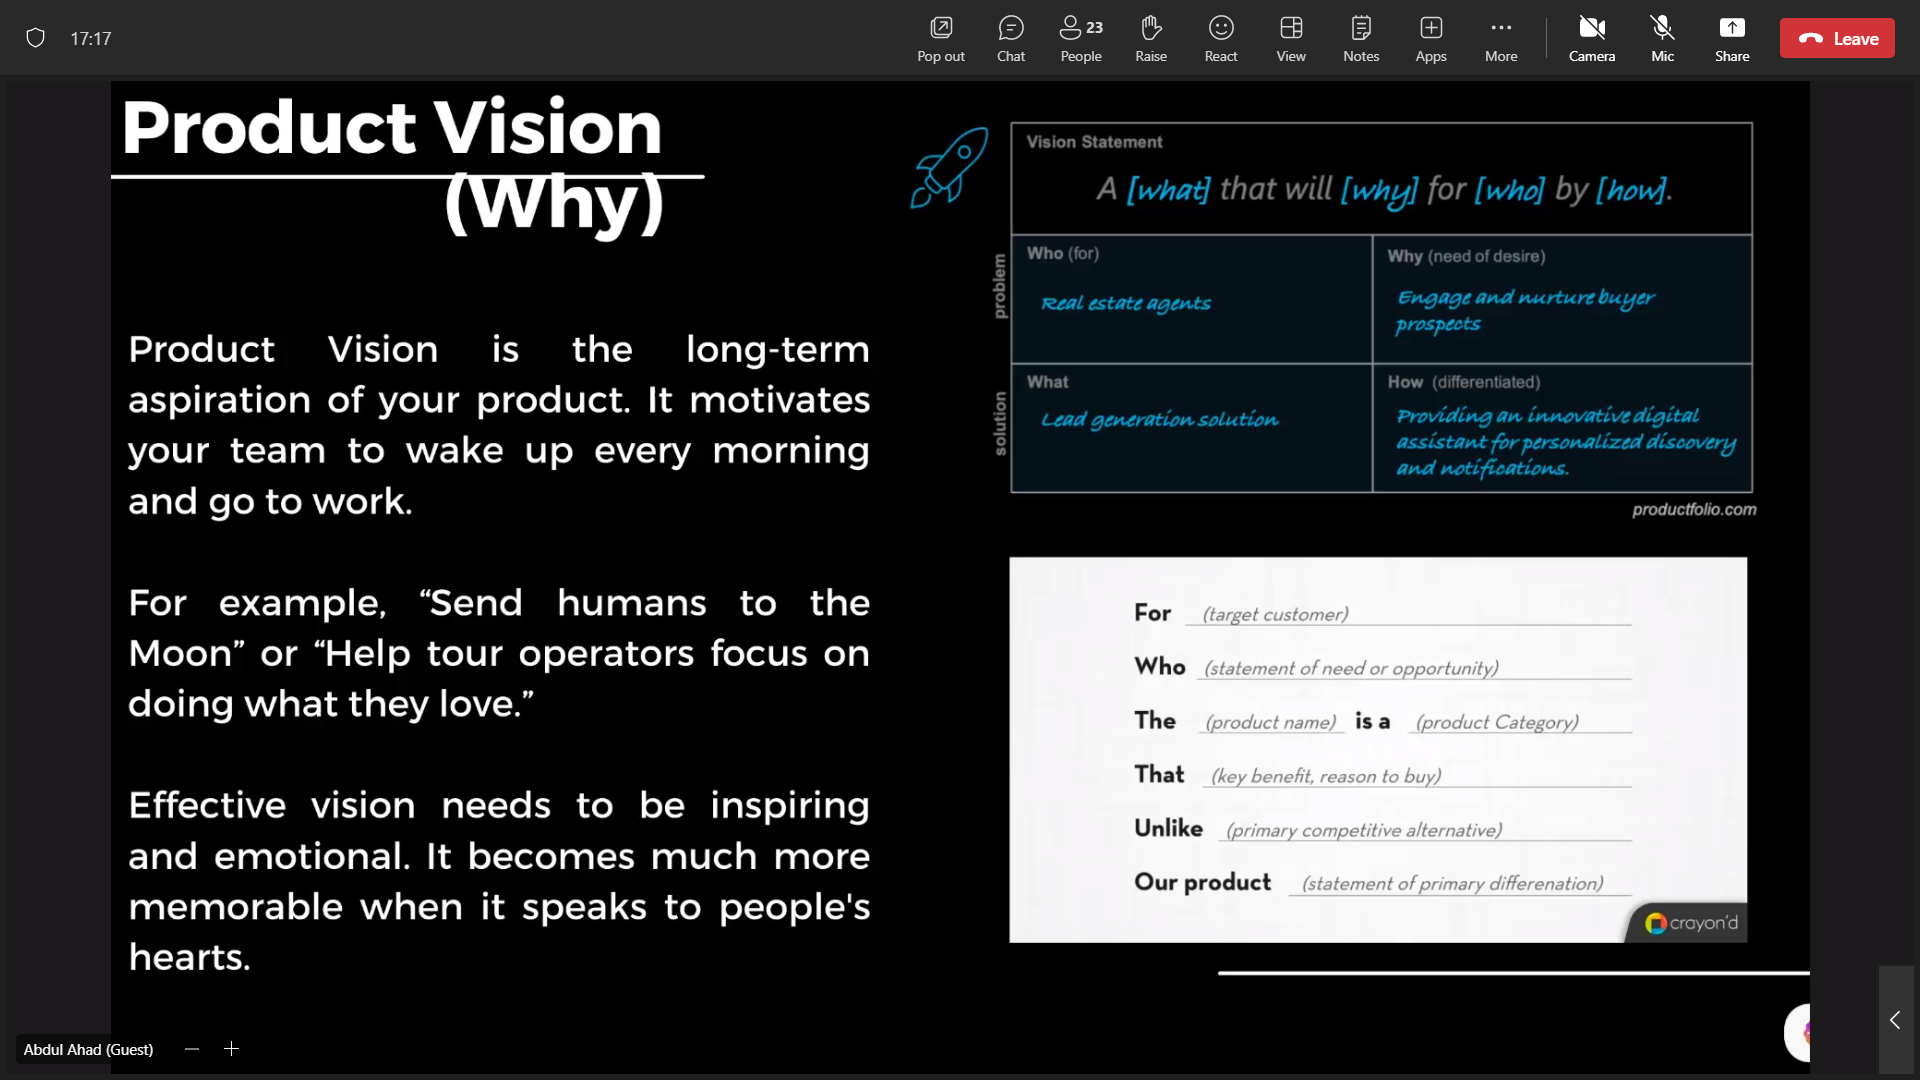 17:17
Pop out
Chat
23
People
Raise
React
View
Notes
Apps
More
Camera
Mic
Share
Leave
Product Vision
(Why)
Product Vision is the long-term
aspiration of your product. It motivates
your team to wake up every morning
and go to work.
For example, “Send humans to the
Moon” or “Help tour operators focus on
doing what they love.”
Effective vision needs to be inspiring
and emotional. It becomes much more
memorable when it speaks to people's
hearts.
Vision Statement
A [what] that will [why] for [who] by [how].
problem
Who (for)
Real estate agents
Why (need of desire)
Engage and nurture buyer
prospects
solution
What
Lead generation solution
How (differentiated)
Providing an innovative digital
assistant for personalized discovery
and notifications.
productfolio.com
For (target customer)
Who (statement of need or opportunity)
The (product name) is a (product Category)
That (key benefit, reason to buy)
Unlike (primary competitive alternative)
Our product (statement of primary differenation)
crayon'd
Abdul Ahad (Guest)